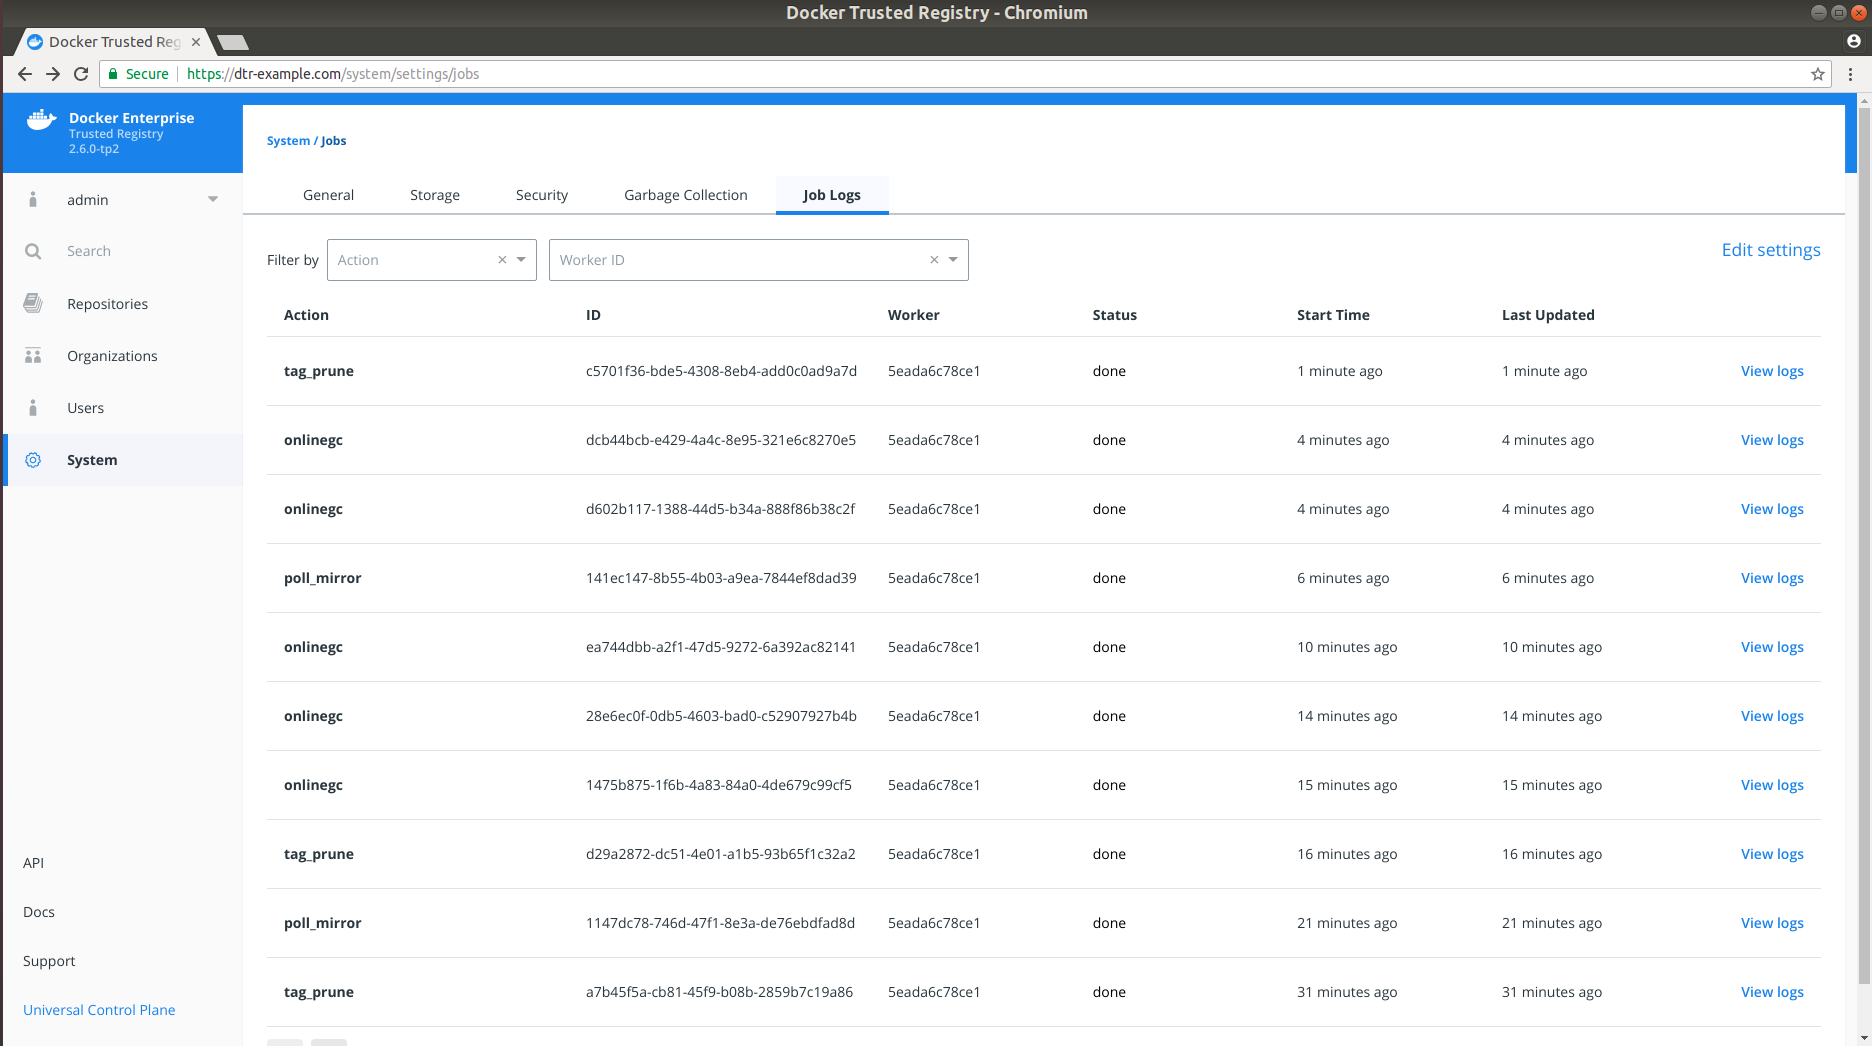 Docker Trusted Registry - Chromium
Docker Trusted Reg
Secure https://dtr-example.com/system/settings/jobs
Docker Enterprise
Trusted Registry
2.6.0-tp2
admin
Search
Repositories
Organizations
Users
System
API
Docs
Support
Universal Control Plane
System / Jobs
General Storage Security Garbage Collection Job Logs
Filter by Action Worker ID Edit settings
Action ID Worker Status Start Time Last Updated
tag_prune c5701f36-bde5-4308-8eb4-add0c0ad9a7d 5eada6c78ce1 done 1 minute ago 1 minute ago View logs
onlinegc dcb44bcb-e429-4a4c-8e95-321e6c8270e5 5eada6c78ce1 done 4 minutes ago 4 minutes ago View logs
onlinegc d602b117-1388-44d5-b34a-888f86b38c2f 5eada6c78ce1 done 4 minutes ago 4 minutes ago View logs
poll_mirror 141ec147-8b55-4b03-a9ea-7844ef8dad39 5eada6c78ce1 done 6 minutes ago 6 minutes ago View logs
onlinegc ea744dbb-a2f1-47d5-9272-6a392ac82141 5eada6c78ce1 done 10 minutes ago 10 minutes ago View logs
onlinegc 28e6ec0f-0db5-4603-bad0-c52907927b4b 5eada6c78ce1 done 14 minutes ago 14 minutes ago View logs
onlinegc 1475b875-1f6b-4a83-84a0-4de679c99cf5 5eada6c78ce1 done 15 minutes ago 15 minutes ago View logs
tag_prune d29a2872-dc51-4e01-a1b5-93b65f1c32a2 5eada6c78ce1 done 16 minutes ago 16 minutes ago View logs
poll_mirror 1147dc78-746d-47f1-8e3a-de76ebdfad8d 5eada6c78ce1 done 21 minutes ago 21 minutes ago View logs
tag_prune a7b45f5a-cb81-45f9-b08b-2859b7c19a86 5eada6c78ce1 done 31 minutes ago 31 minutes ago View logs